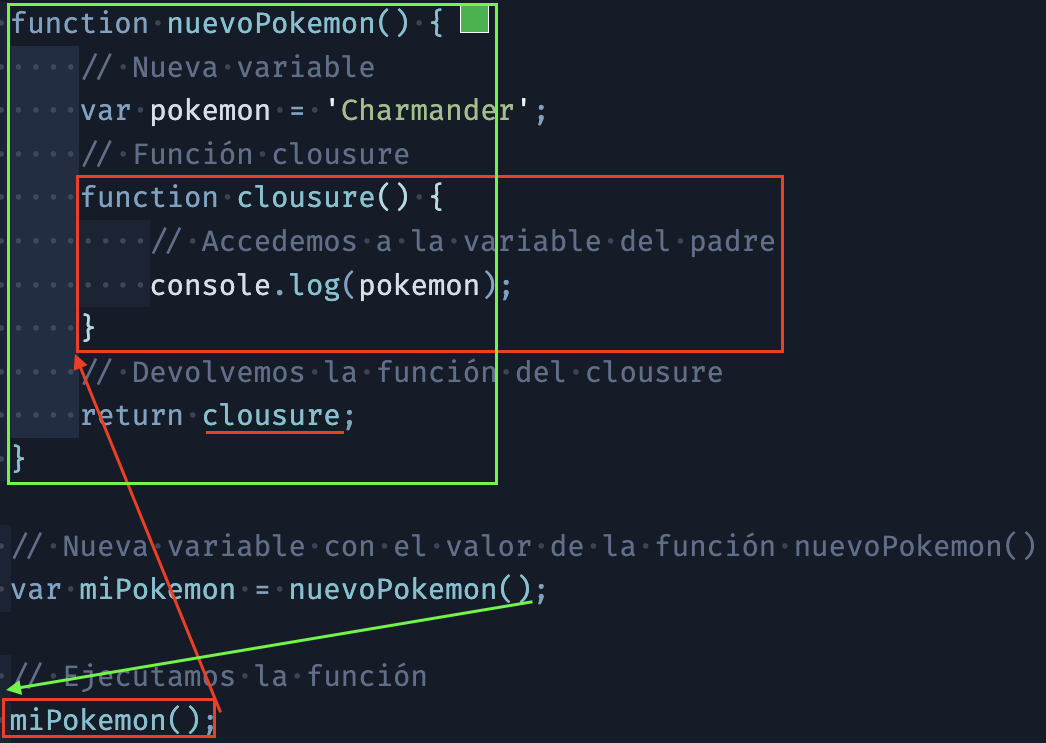 function nuevoPokemon() {
// Nueva variable
var pokemon = 'Charmander';
// Función clousure
function clousure() {
// Accedemos a la variable del padre
console.log(pokemon);
}
// Devolvemos la función del clousure
return clousure;
}
// Nueva variable con el valor de la función nuevoPokemon()
var miPokemon = nuevoPokemon();
// Ejecutamos la función
miPokemon();